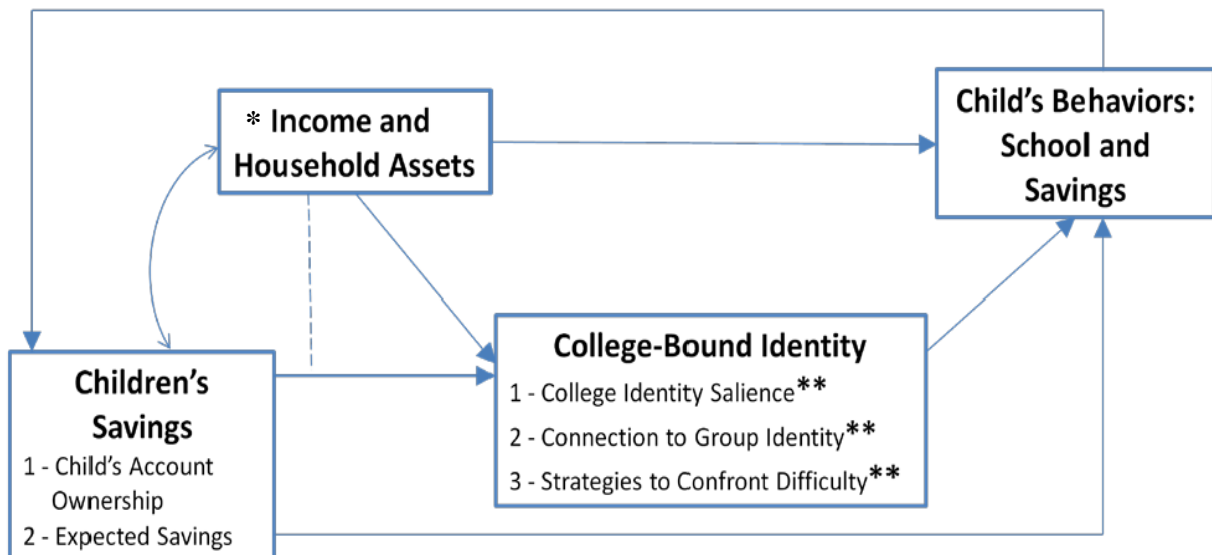 * Income and
Household Assets
Child’s Behaviors:
School and
Savings
Children’s
Savings
1 - Child’s Account
Ownership
2 - Expected Savings
College-Bound Identity
1 - College Identity Salience**
2 - Connection to Group Identity**
3 - Strategies to Confront Difficulty**